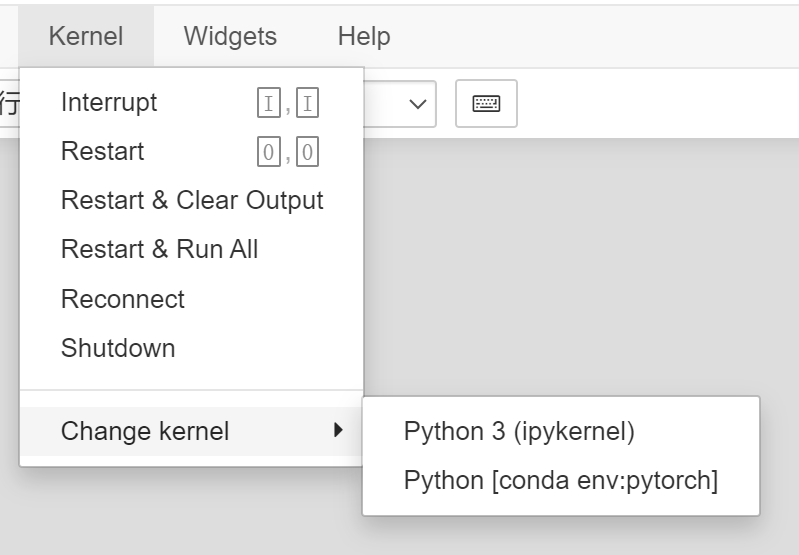 Kernel Widgets Help
行
Interrupt I,I
Restart 0,0
Restart & Clear Output
Restart & Run All
Reconnect
Shutdown
Change kernel
Python 3 (ipykernel)
Python [conda env:pytorch]